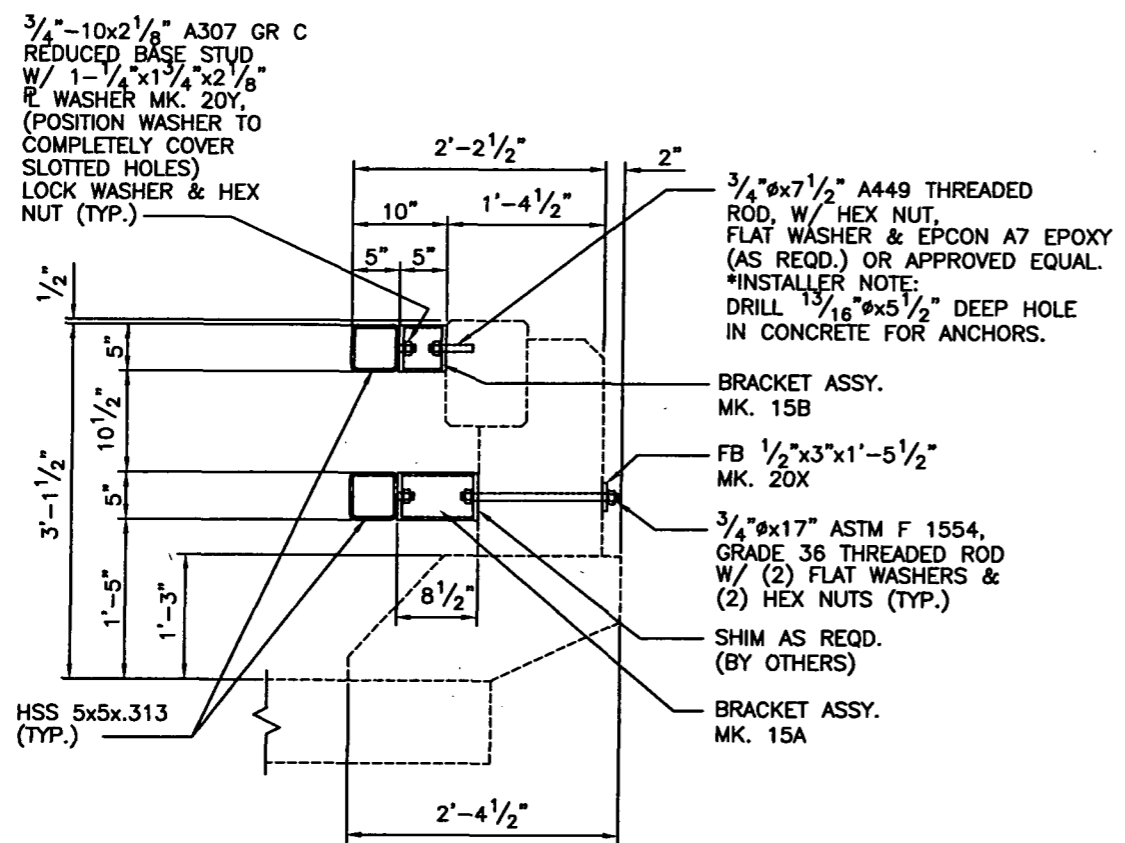 3/4"-10x2 1/8" A307 GR C
REDUCED BASE STUD
W/ 1-1/4"x1 3/4"x2 1/8"
PL WASHER MK. 20Y,
(POSITION WASHER TO
COMPLETELY COVER
SLOTTED HOLES)
LOCK WASHER & HEX
NUT (TYP.)
2'-2 1/2"
2"
10"
1'-4 1/2"
5"
5"
3/4"øx7 1/2" A449 THREADED
ROD, W/ HEX NUT,
FLAT WASHER & EPCON A7 EPOXY
(AS REQD.) OR APPROVED EQUAL.
*INSTALLER NOTE:
DRILL 13/16"øx5 1/2" DEEP HOLE
IN CONCRETE FOR ANCHORS.
1/2"
5"
10 1/2"
5"
3'-1 1/2"
1'-5"
1'-3"
8 1/2"
BRACKET ASSY.
MK. 15B
FB 1/2"x3"x1'-5 1/2"
MK. 20X
3/4"øx17" ASTM F 1554,
GRADE 36 THREADED ROD
W/ (2) FLAT WASHERS &
(2) HEX NUTS (TYP.)
SHIM AS REQD.
(BY OTHERS)
BRACKET ASSY.
MK. 15A
HSS 5x5x.313
(TYP.)
2'-4 1/2"